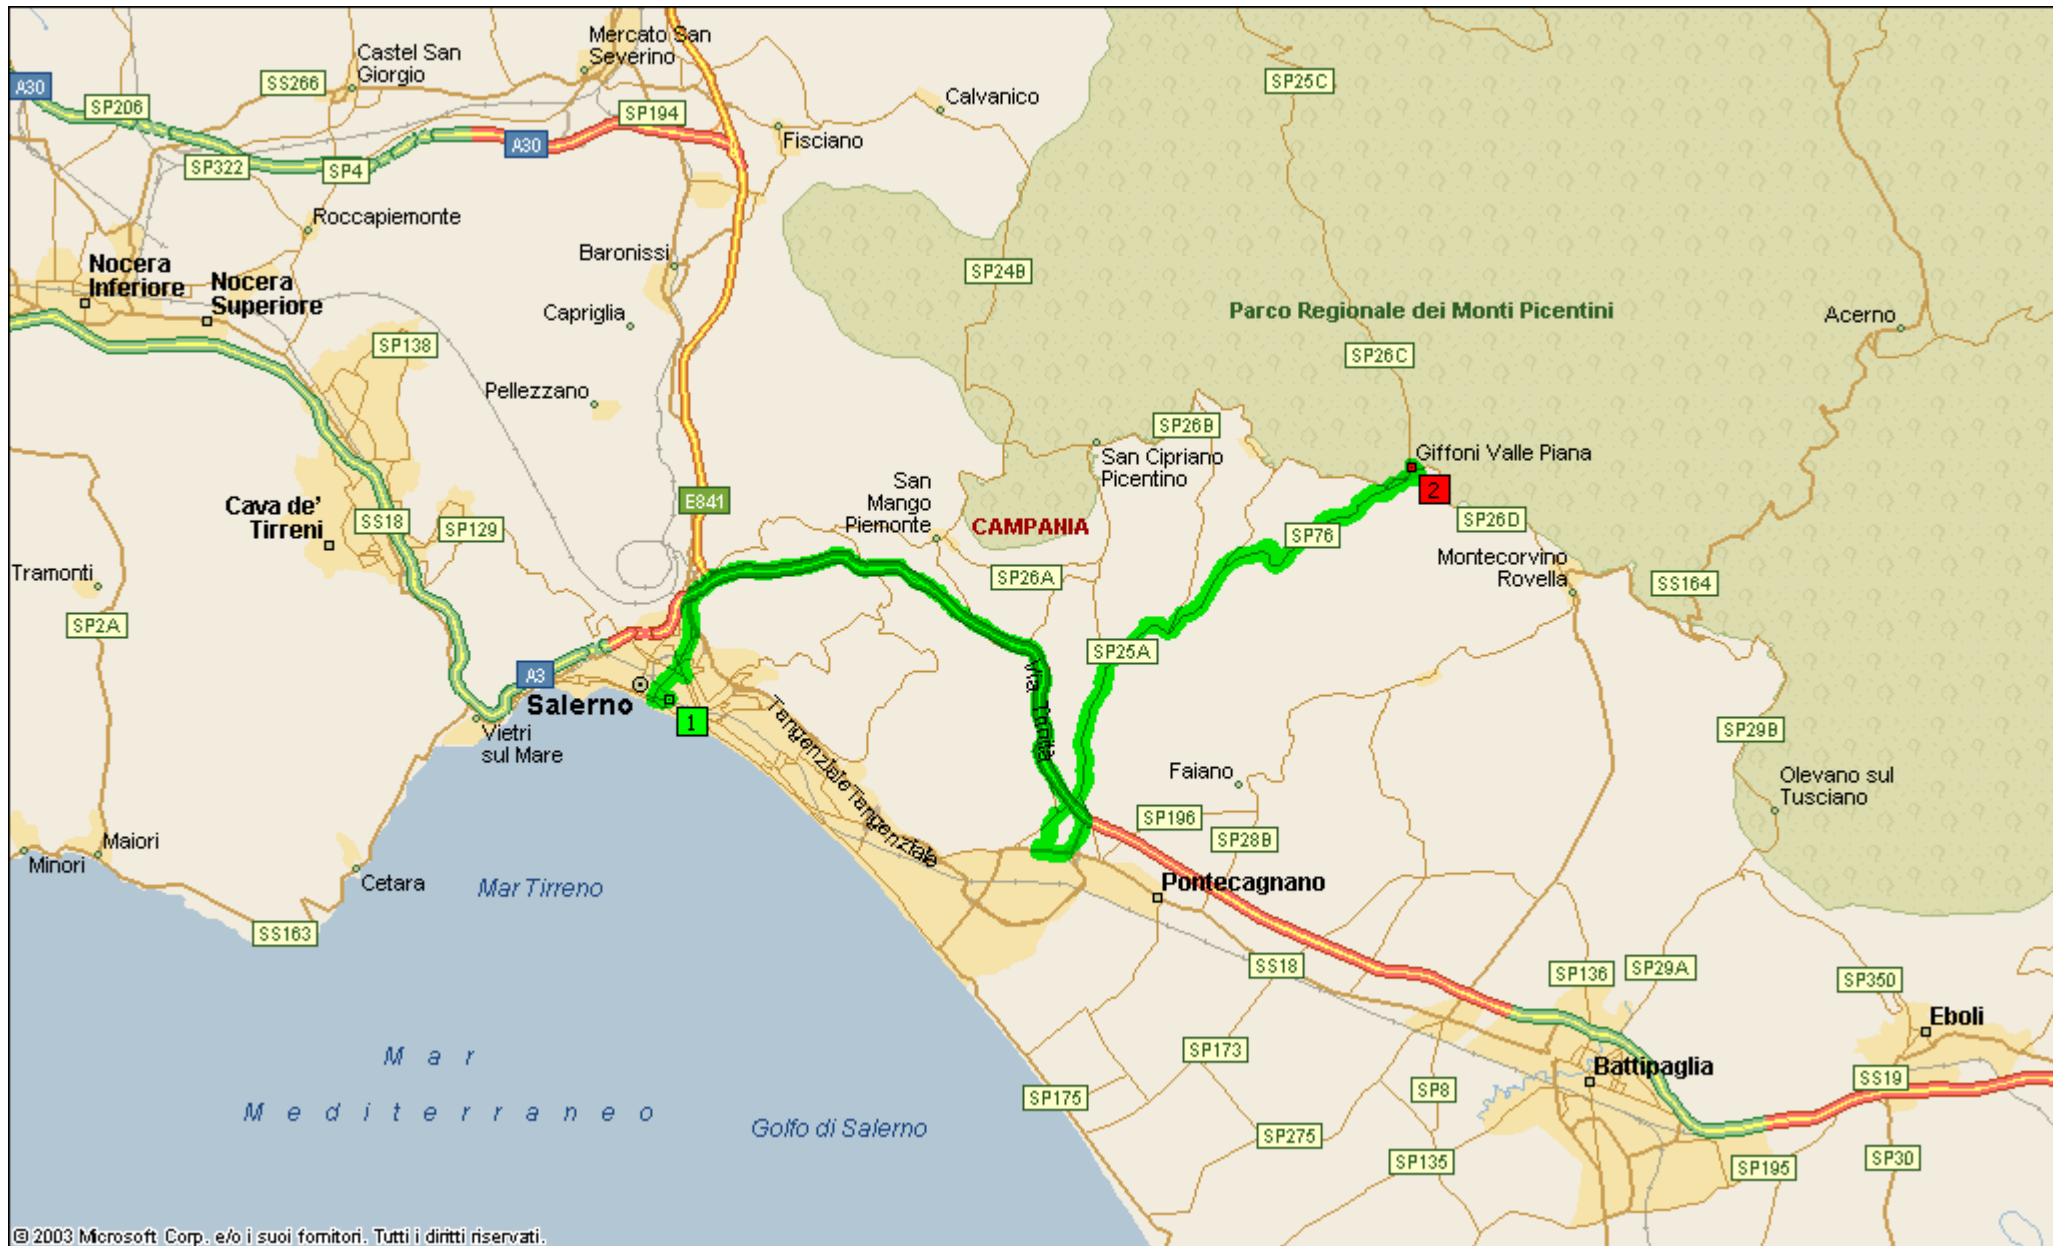 Mercato San
Severino
Castel San
Giorgio
A30
SS266
SP206
SP194
A30
SP322
SP4
Calvanico
Fisciano
SP25C
Roccapiemonte
Baronissi
Nocera
Inferiore
Nocera
Superiore
SP24B
Capriglia
Parco Regionale dei Monti Picentini
Acerno
SP138
SP26C
Pellezzano
SP26B
Giffoni Valle Piana
San Cipriano
Picentino
San
Mango
Piemonte
E841
2
Cava de'
Tirreni
SS18
SP129
CAMPANIA
SP76
SP26D
Montecorvino
Rovella
Tramonti
SP26A
SS164
SP2A
SP25A
A3
Salerno
1
Via Trinità
Vietri
sul Mare
Tangenziale
Tangenziale
SP29B
Faiano
Olevano sul
Tusciano
SP196
SP28B
Maiori
Minori
Cetara
Mar Tirreno
Pontecagnano
SS163
SS18
SP136
SP29A
SP350
Eboli
Mar
Mediterraneo
Golfo di Salerno
SP173
SP175
SP8
Battipaglia
SS19
SP275
SP135
SP195
SP30
© 2003 Microsoft Corp. e/o i suoi fornitori. Tutti i diritti riservati.